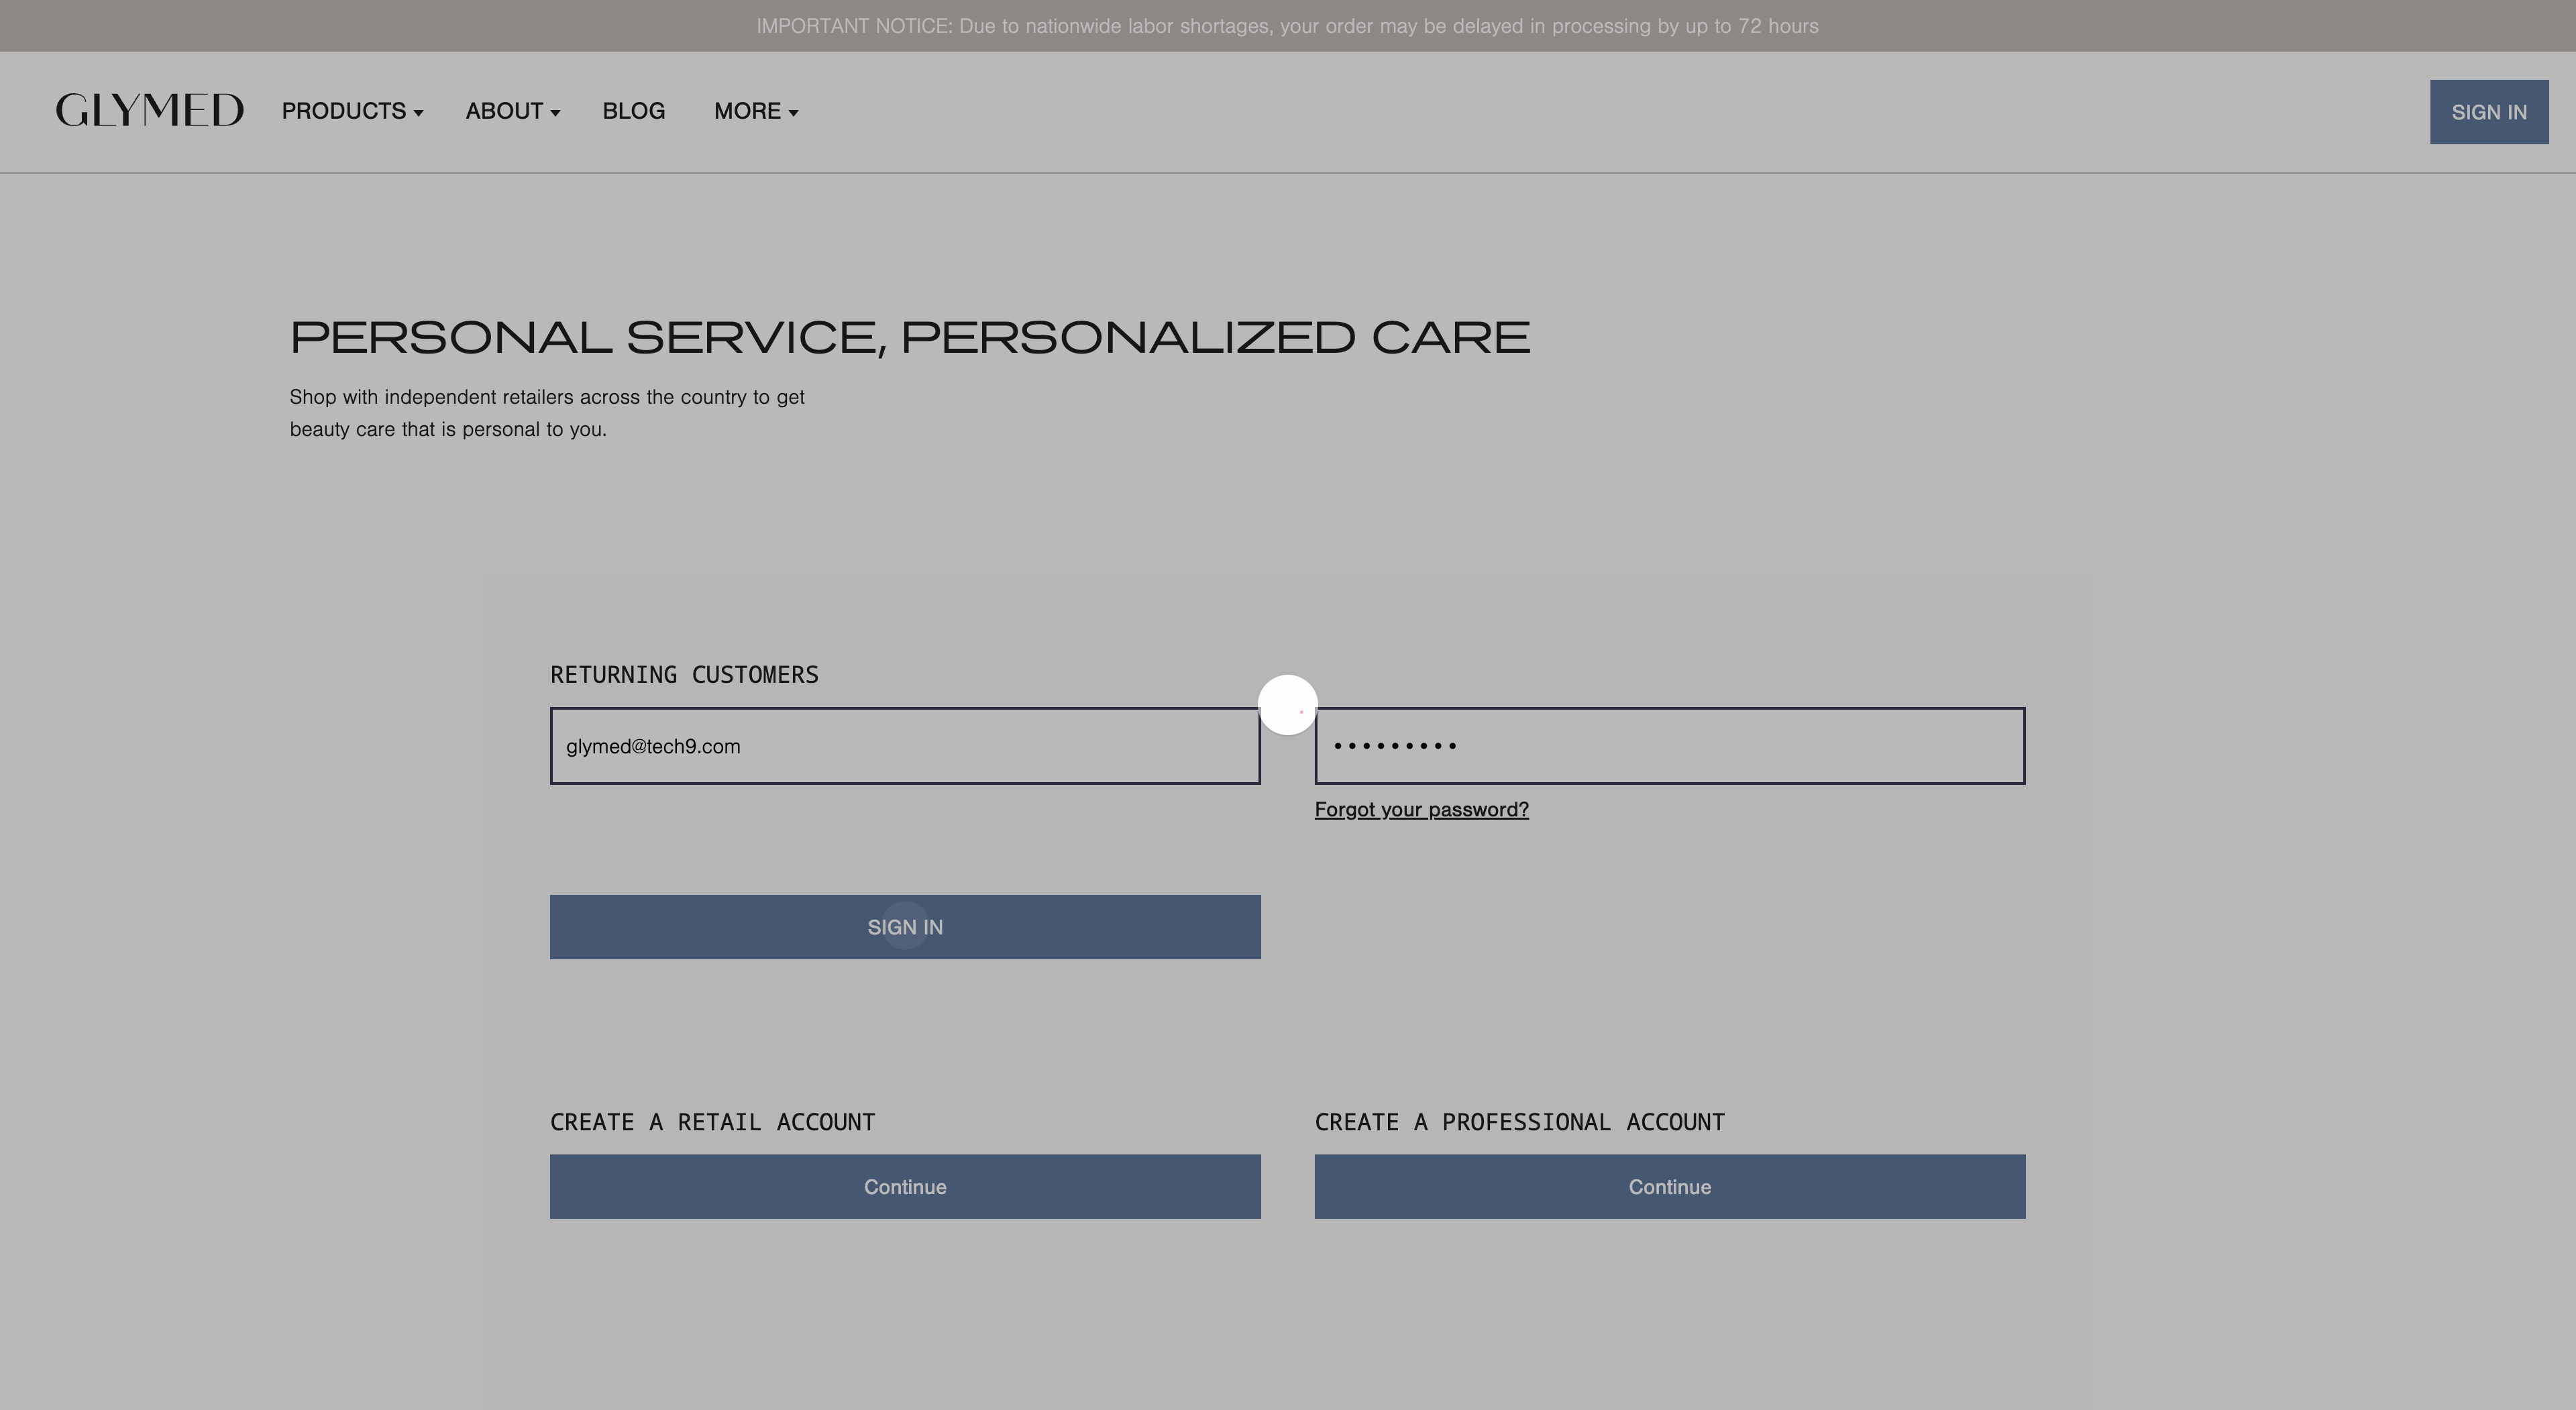 IMPORTANT NOTICE: Due to nationwide labor shortages, your order may be delayed in processing by up to 72 hours
GLYMED
PRODUCTS
ABOUT
BLOG
MORE
SIGN IN
PERSONAL SERVICE, PERSONALIZED CARE
Shop with independent retailers across the country to get
beauty care that is personal to you.
RETURNING CUSTOMERS
glymed@tech9.com
•••••••••
Forgot your password?
SIGN IN
CREATE A RETAIL ACCOUNT
CREATE A PROFESSIONAL ACCOUNT
Continue
Continue